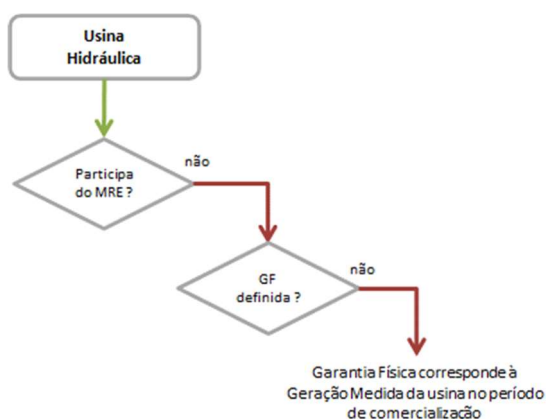 Usina
Hidráulica
Participa
do MRE ?
não
GF
definida ?
não
Garantia Física corresponde à
Geração Medida da usina no período
de comercialização